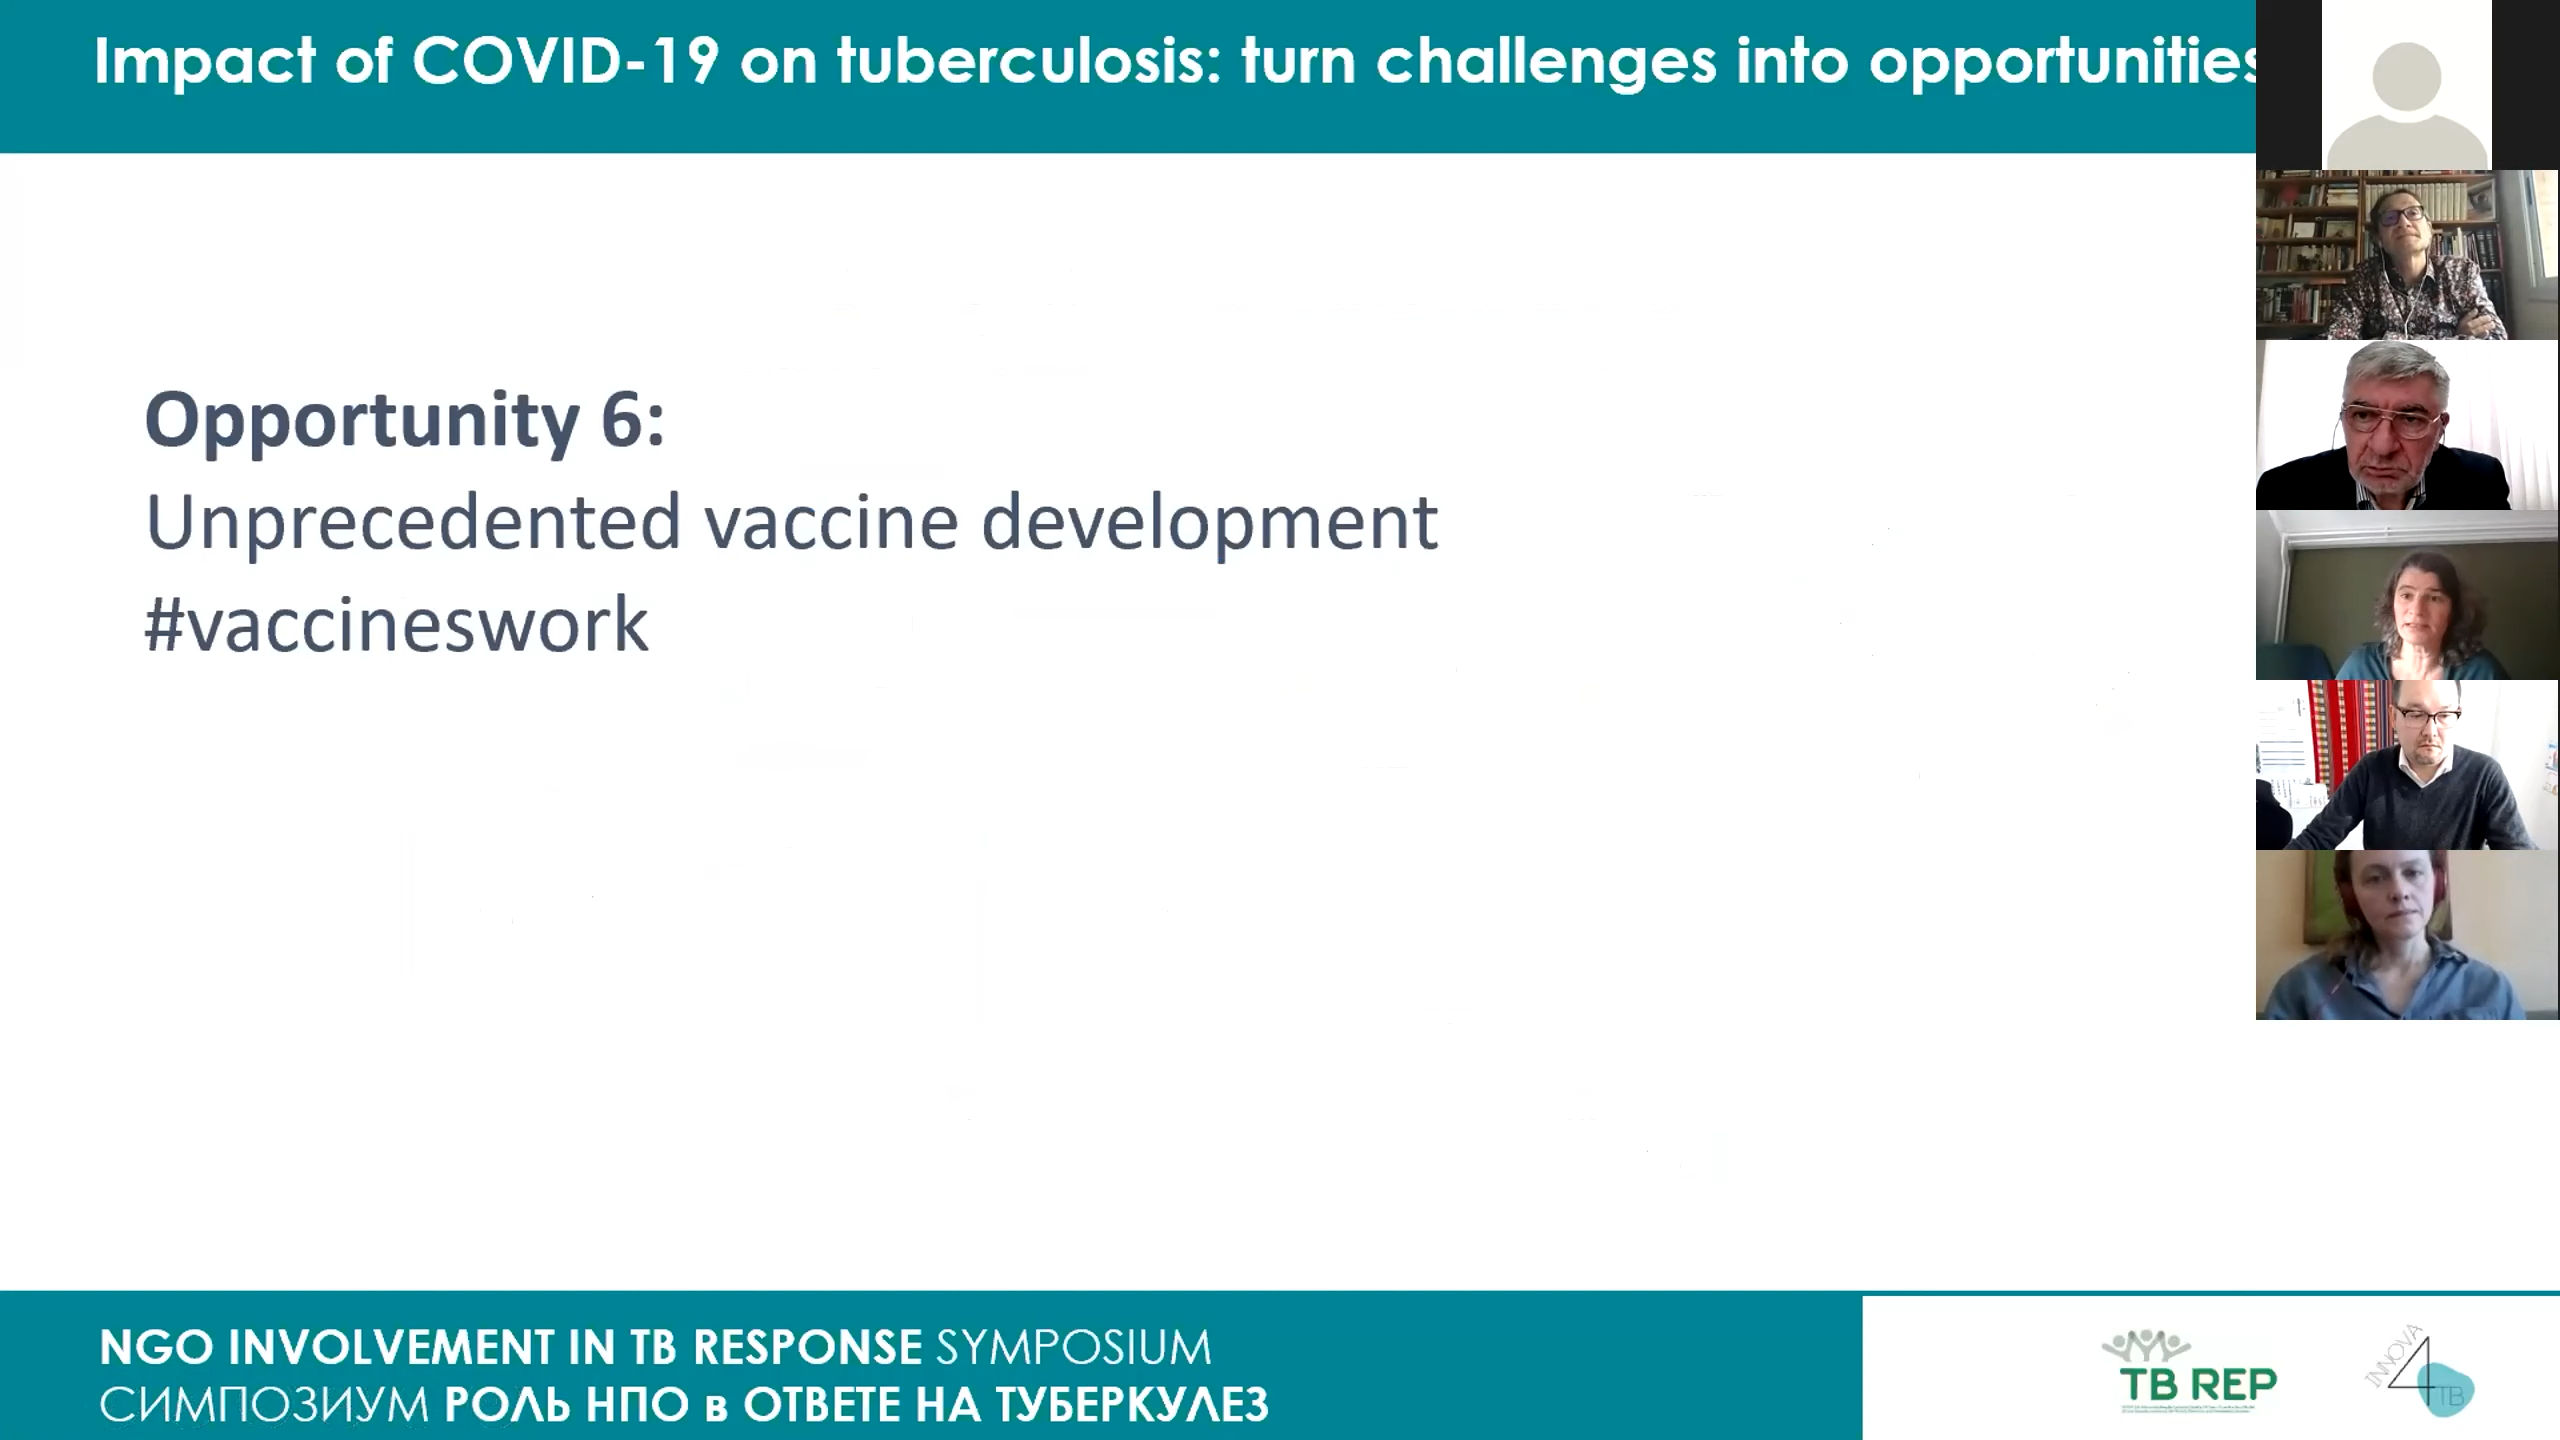 Impact of COVID-19 on tuberculosis: turn challenges into opportunities
Opportunity 6:
Unprecedented vaccine development
#vaccineswork
NGO INVOLVEMENT IN TB RESPONSE SYMPOSIUM
СИМПОЗИУМ РОЛЬ НПО в ОТВЕТЕ НА ТУБЕРКУЛЕЗ
TB REP
INNOVA
4
TB